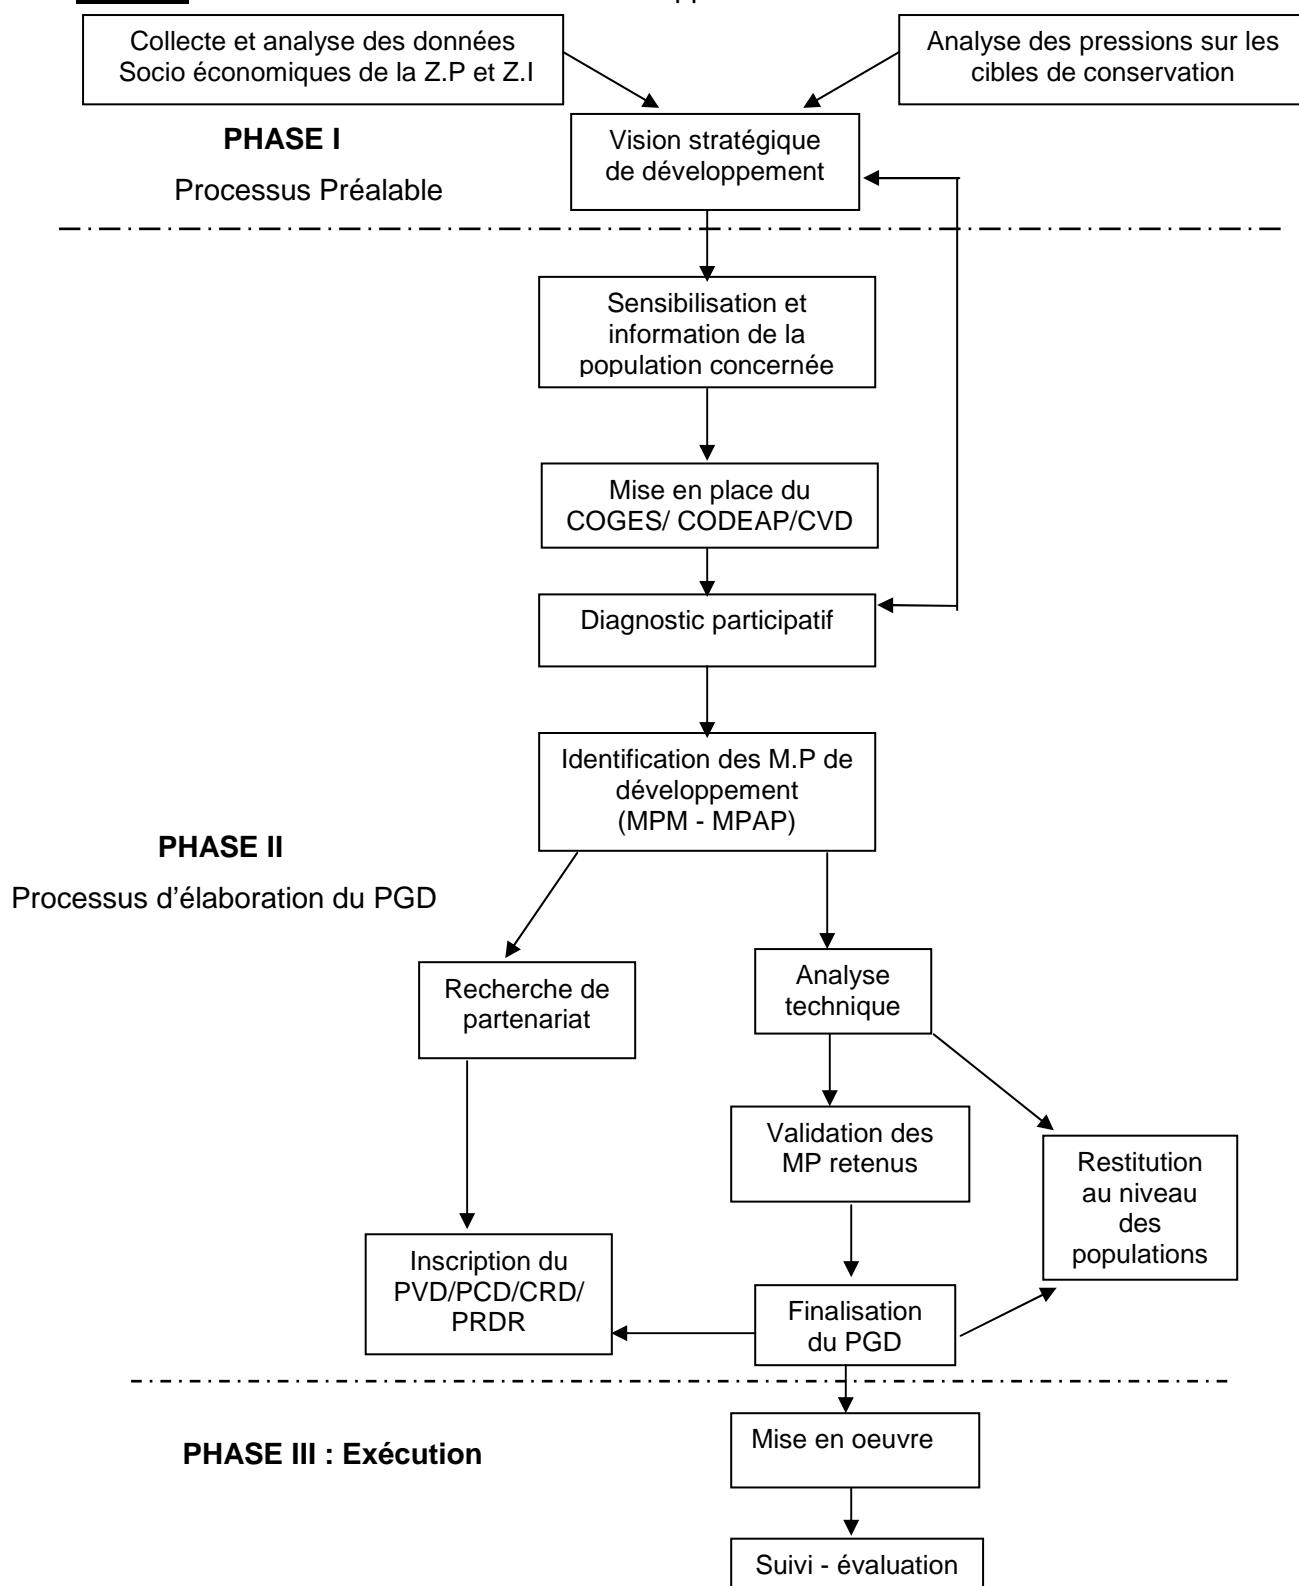 Collecte et analyse des données
Socio économiques de la Z.P et Z.I
Analyse des pressions sur les
cibles de conservation
PHASE I
Processus Préalable
Vision stratégique
de développement
Sensibilisation et
information de la
population concernée
Mise en place du
COGES/ CODEAP/CVD
Diagnostic participatif
Identification des M.P de
développement
(MPM - MPAP)
PHASE II
Processus d’élaboration du PGD
Recherche de
partenariat
Analyse
technique
Validation des
MP retenus
Restitution
au niveau
des
populations
Inscription du
PVD/PCD/CRD/
PRDR
Finalisation
du PGD
PHASE III : Exécution
Mise en oeuvre
Suivi - évaluation